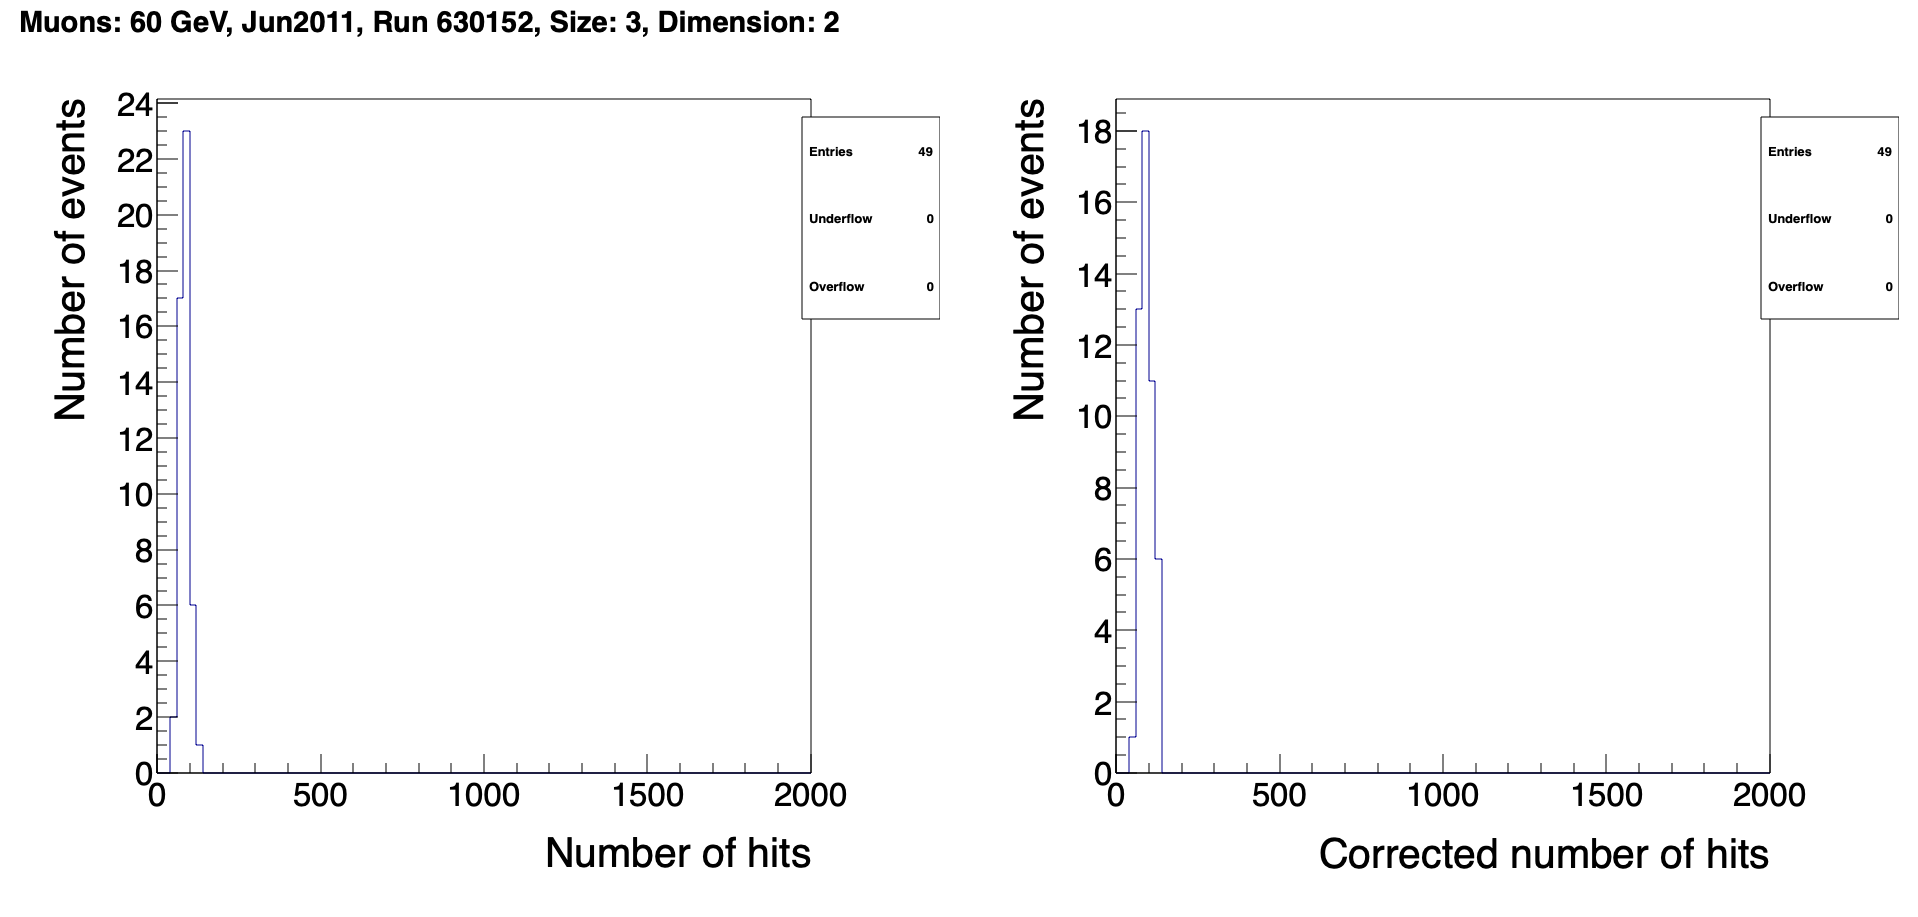 Muons: 60 GeV, Jun2011, Run 630152, Size: 3, Dimension: 2
Number of events
24
22
20
18
16
14
12
10
8
6
4
2
0
0 500 1000 1500 2000
Number of hits
Entries 49
Underflow 0
Overflow 0
Number of events
18
16
14
12
10
8
6
4
2
0
0 500 1000 1500 2000
Corrected number of hits
Entries 49
Underflow 0
Overflow 0